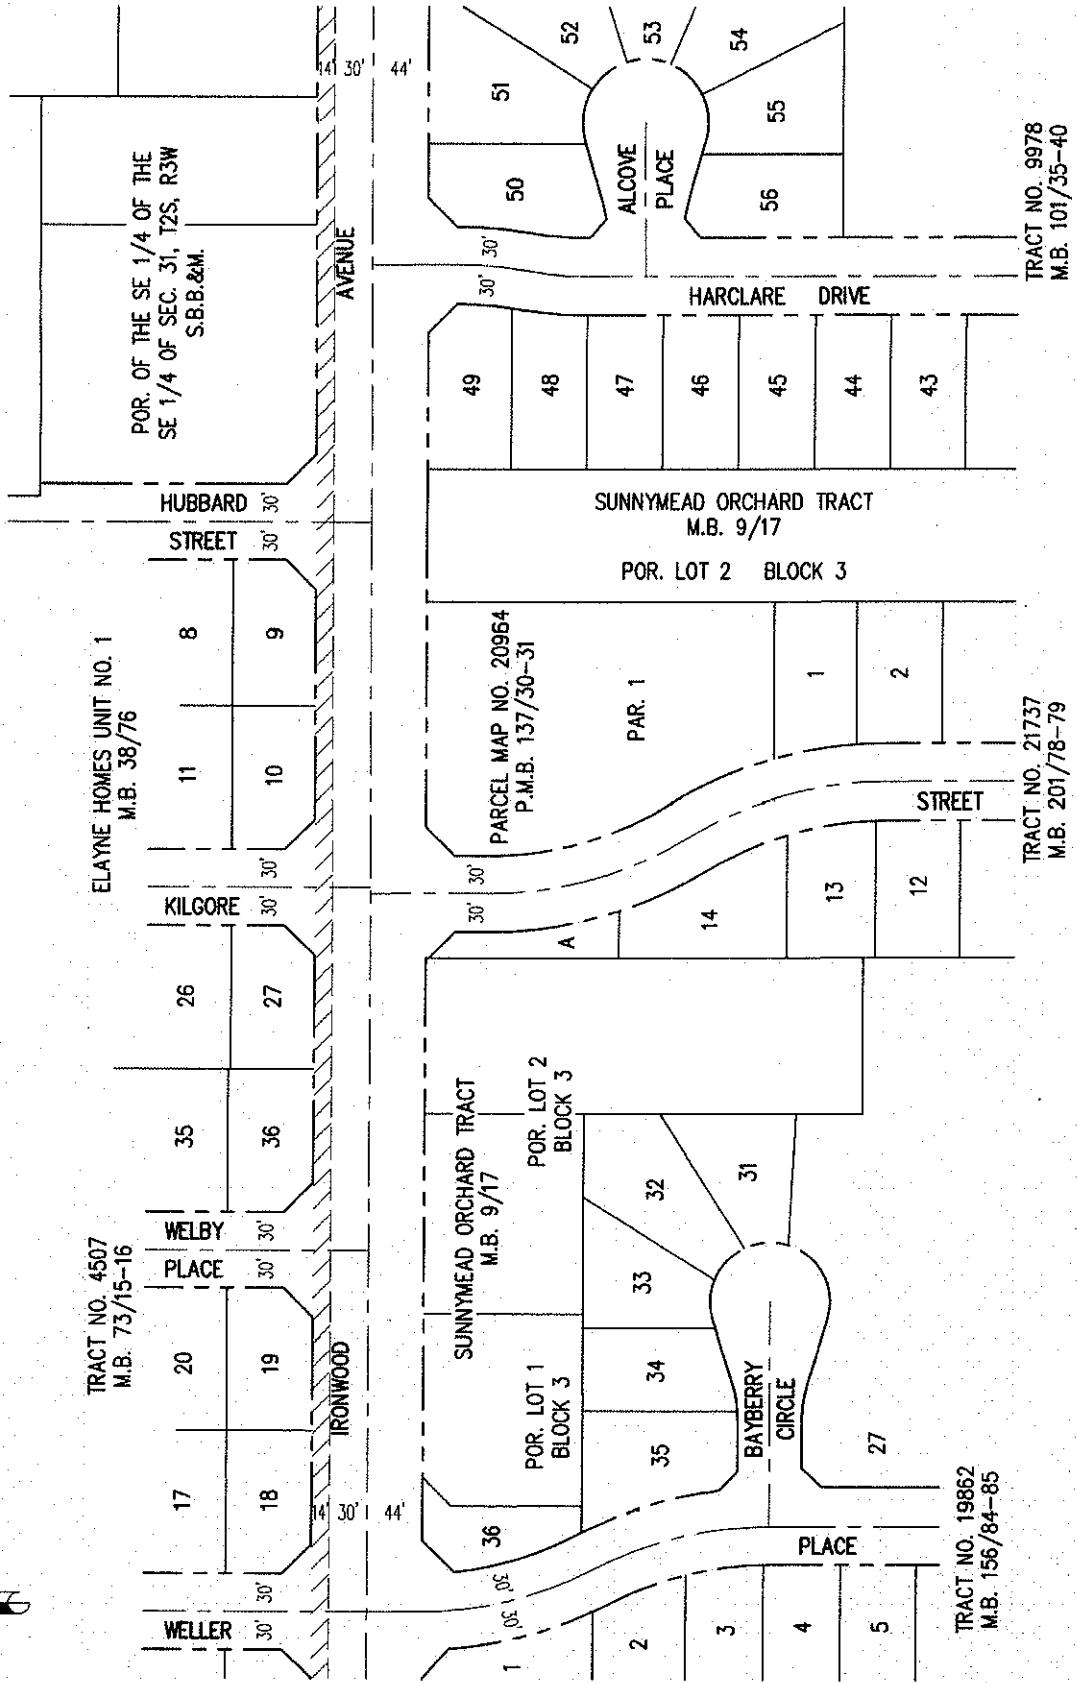 TRACT NO. 4507
M.B. 73/15-16
ELAYNE HOMES UNIT NO. 1
M.B. 38/76
POR. OF THE SE 1/4 OF THE
SE 1/4 OF SEC. 31, T2S, R3W
S.B.B.&M.
WELLER
30'
30'
17
20
18
19
WELBY
PLACE
30'
30'
35
26
36
27
KILGORE
30'
30'
11
8
10
9
HUBBARD
STREET
30'
30'
IRONWOOD
AVENUE
14'
30'
44'
14'
30'
44'
30'
30'
1
2
3
4
5
PLACE
36
POR. LOT 1
BLOCK 3
SUNNYMEAD ORCHARD TRACT
M.B. 9/17
POR. LOT 2
BLOCK 3
35
34
33
32
31
BAYBERRY
CIRCLE
27
TRACT NO. 19862
M.B. 156/84-85
30'
30'
A
14
13
12
STREET
PARCEL MAP NO. 20964
P.M.B. 137/30-31
PAR. 1
1
2
TRACT NO. 21737
M.B. 201/78-79
SUNNYMEAD ORCHARD TRACT
M.B. 9/17
POR. LOT 2 BLOCK 3
49
48
47
46
45
44
43
30'
30'
HARCLARE DRIVE
50
51
52
53
54
55
56
ALCOVE
PLACE
TRACT NO. 9978
M.B. 101/35-40